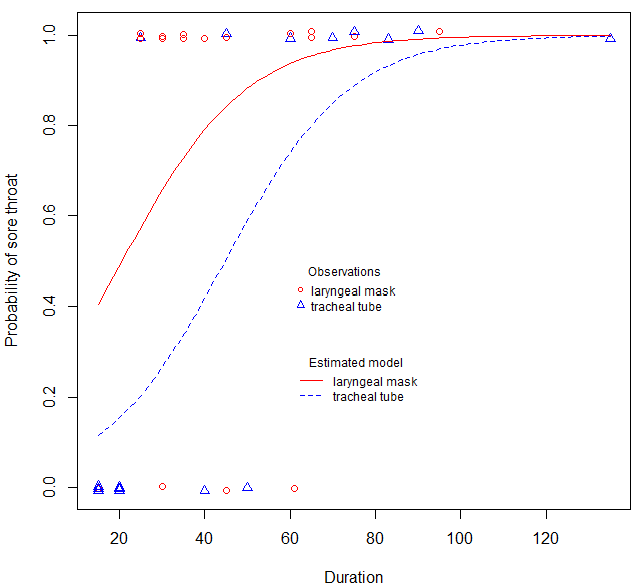 Probability of sore throat
1.0
0.8
0.6
0.4
0.2
0.0
Observations
laryngeal mask
tracheal tube
Estimated model
laryngeal mask
tracheal tube
20 40 60 80 100 120
Duration